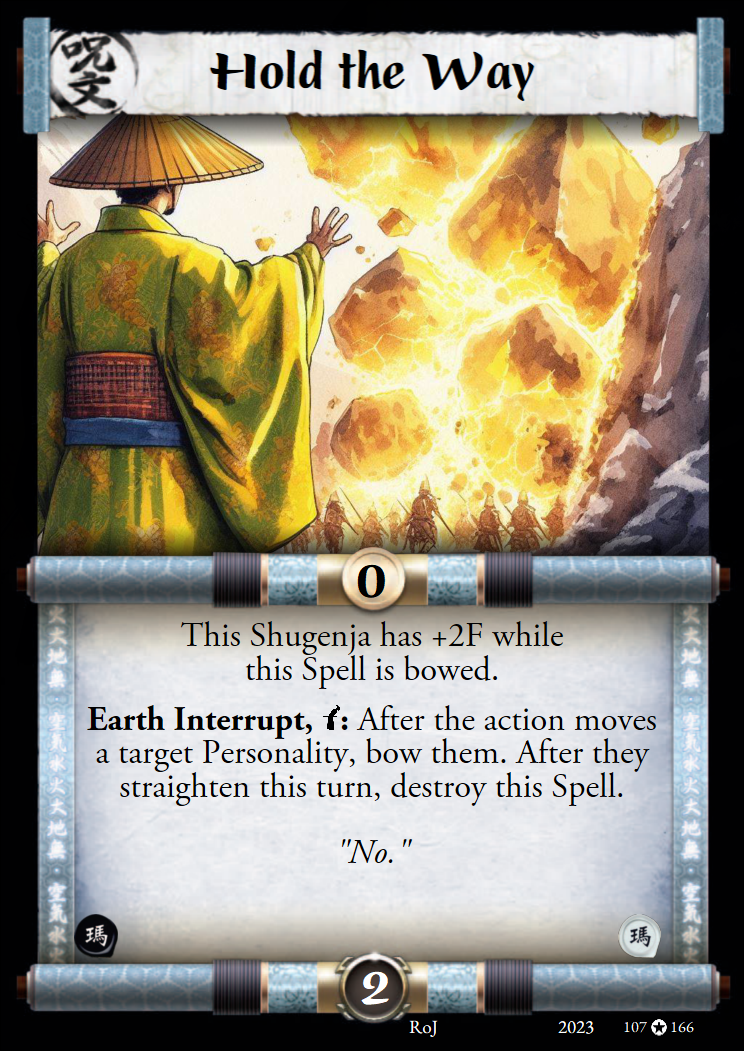 呪文
Hold the Way
0
This Shugenja has +2F while
this Spell is bowed.
Earth Interrupt, : After the action moves
a target Personality, bow them. After they
straighten this turn, destroy this Spell.
"No."
瑪
瑪
2
RoJ
2023
107 166